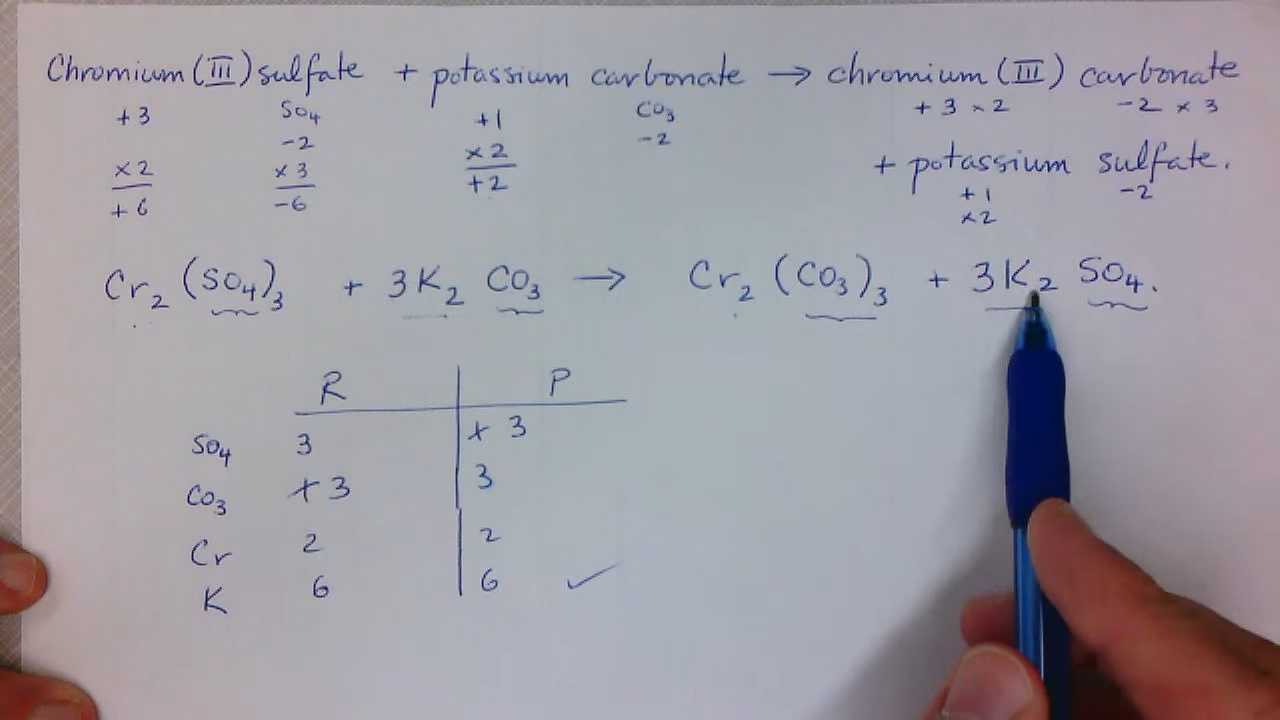 Chromium (III) sulfate + potassium carbonate → chromium (III) carbonate
+3 SO4 +1 CO3 +3 × 2 -2 × 3
-2 ×2 -2
+ potassium sulfate.
×2 ×3 +2 +1 -2
+6 -6 ×2
Cr2 (SO4)3 + 3K2 CO3 → Cr2 (CO3)3 + 3K2 SO4.
R P
SO4 3 3
CO3 3 3
Cr 2 2
K 6 6 ✓